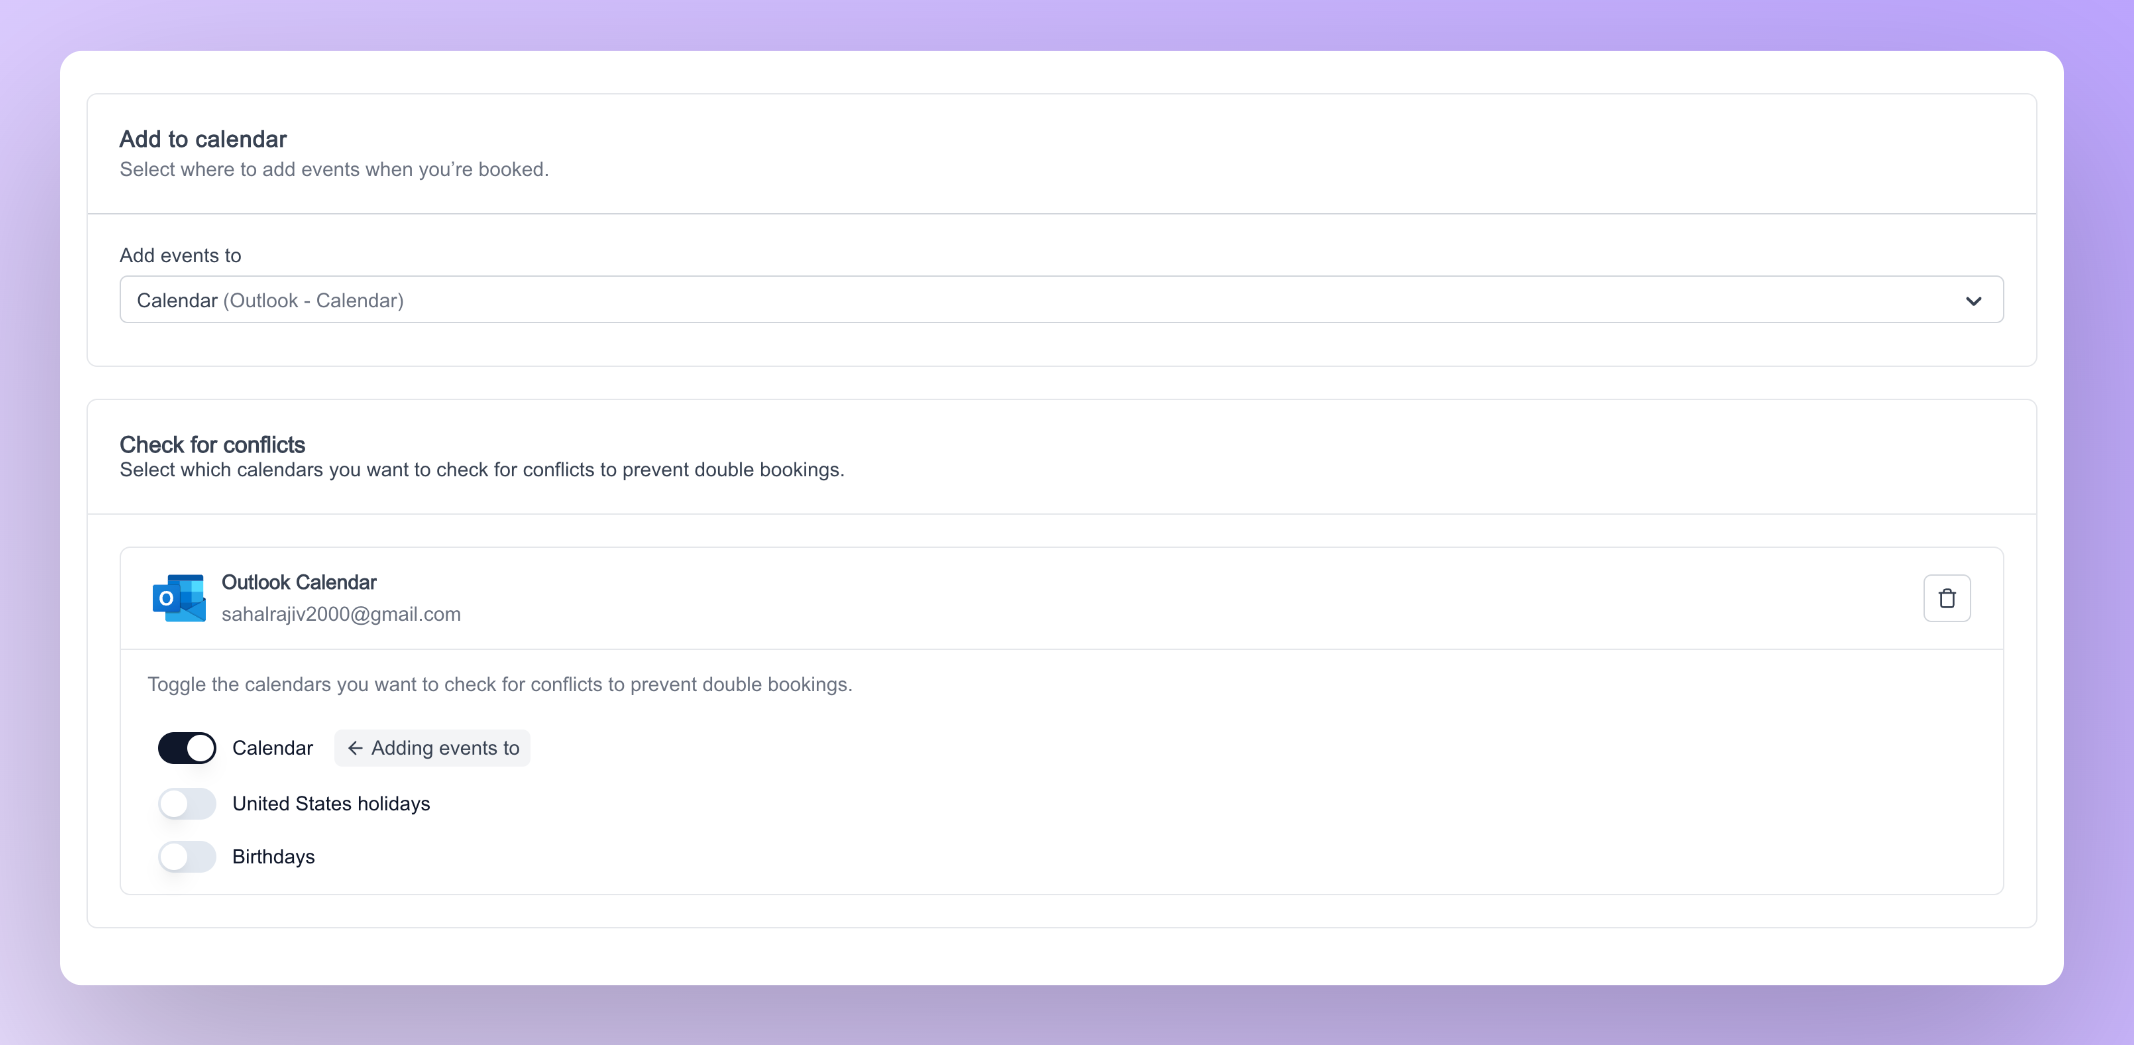 Add to calendar
Select where to add events when you’re booked.
Add events to
Calendar (Outlook - Calendar)
Check for conflicts
Select which calendars you want to check for conflicts to prevent double bookings.
O
Outlook Calendar
sahalrajiv2000@gmail.com
Toggle the calendars you want to check for conflicts to prevent double bookings.
Calendar ← Adding events to
United States holidays
Birthdays